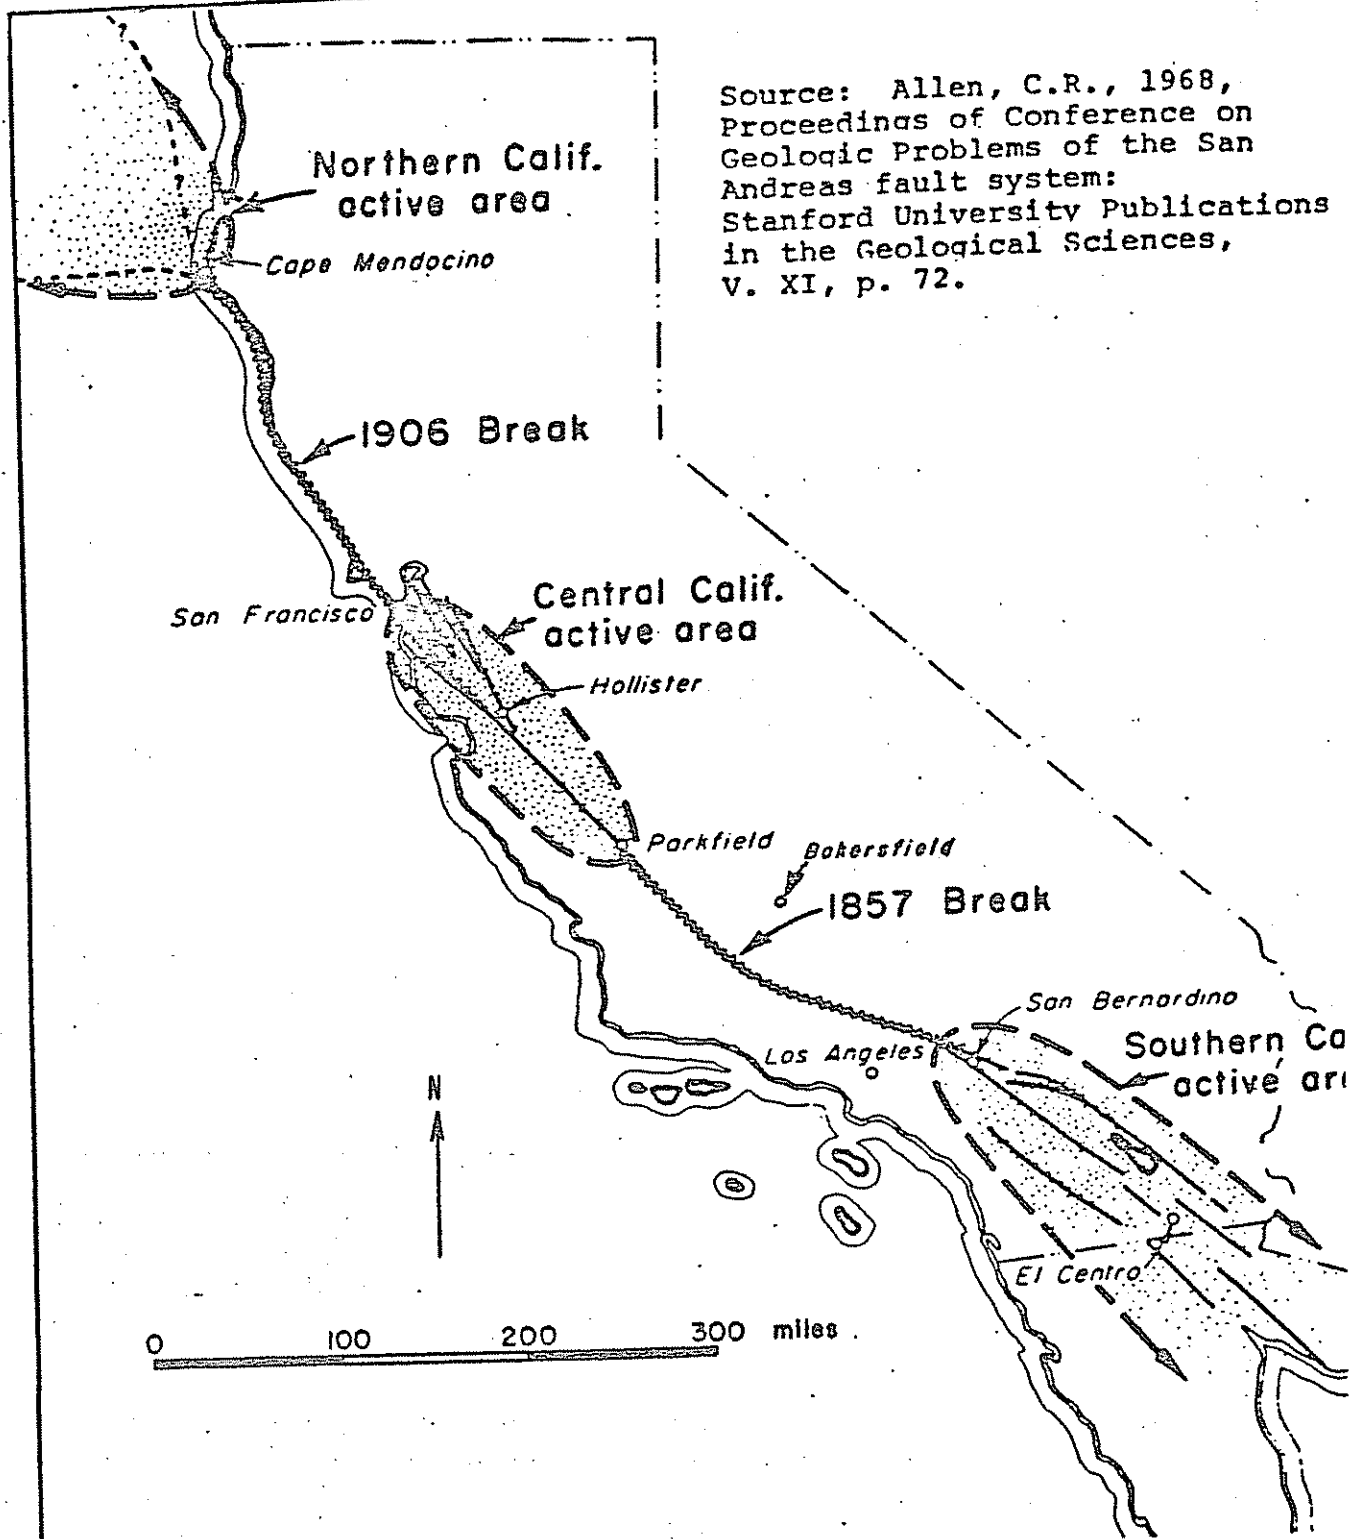 Source: Allen, C.R., 1968,
Proceedings of Conference on
Geologic Problems of the San
Andreas fault system:
Stanford University Publications
in the Geological Sciences,
V. XI, p. 72.
?
?
Northern Calif.
active area
Cape Mendocino
1906 Break
San Francisco
Central Calif.
active area
Hollister
Parkfield
Bakersfield
1857 Break
San Bernardino
Los Angeles
Southern Ca
active ar
N
El Centro
0 100 200 300 miles